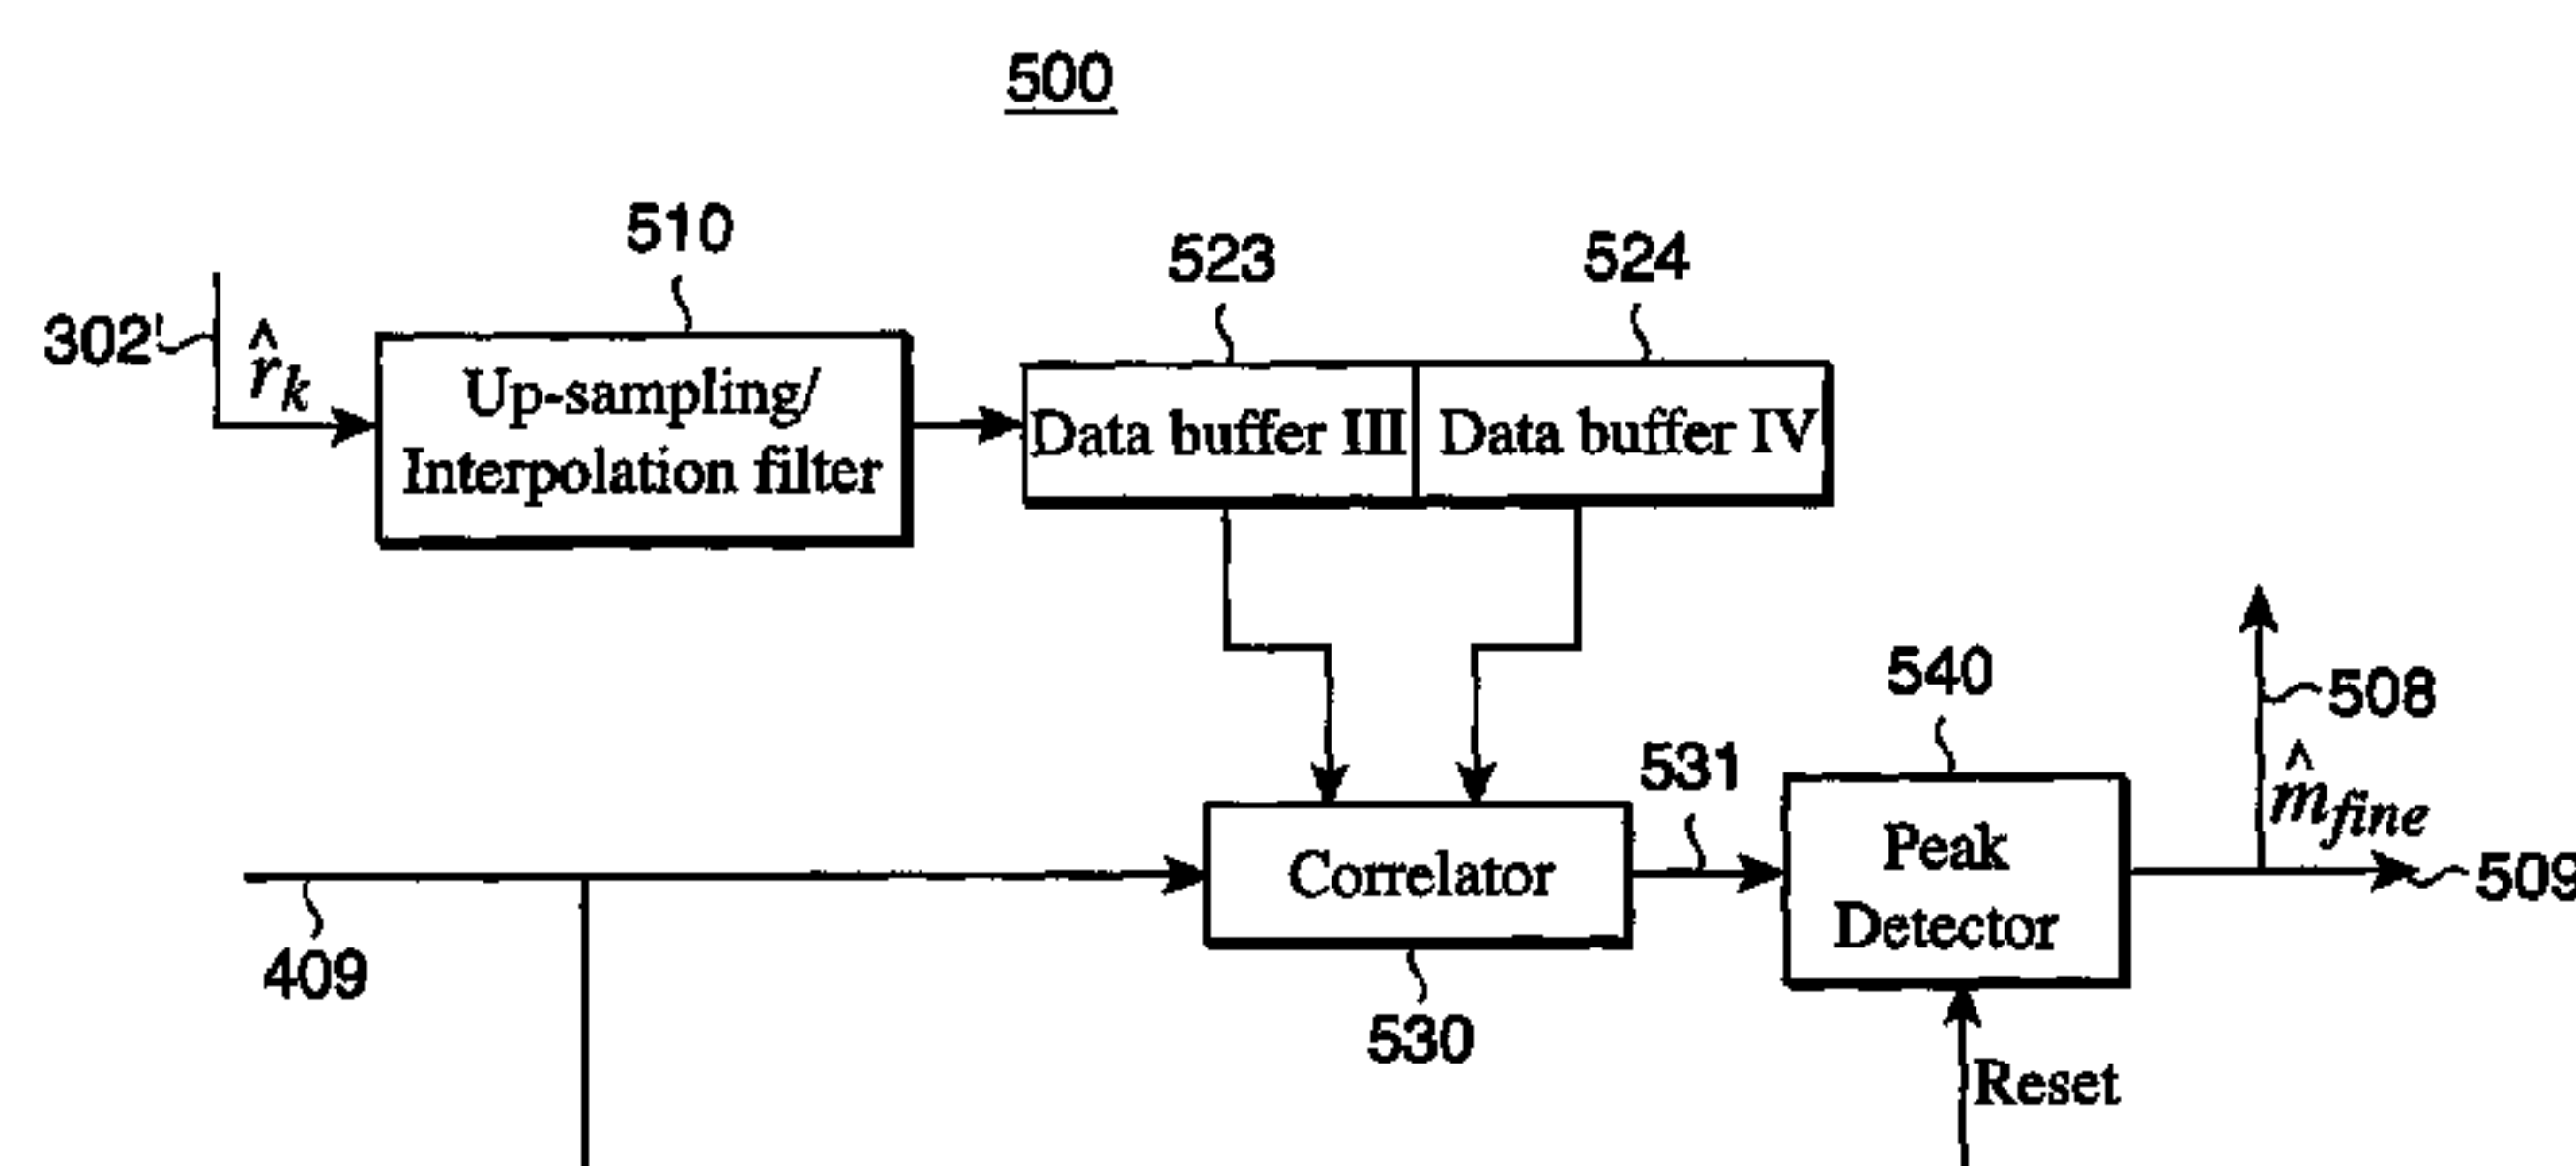 500
510
523
524
302'
r̂k
Up-sampling/
Interpolation filter
Data buffer III
Data buffer IV
540
508
531
m̂fine
Peak
Detector
Correlator
509
409
530
Reset